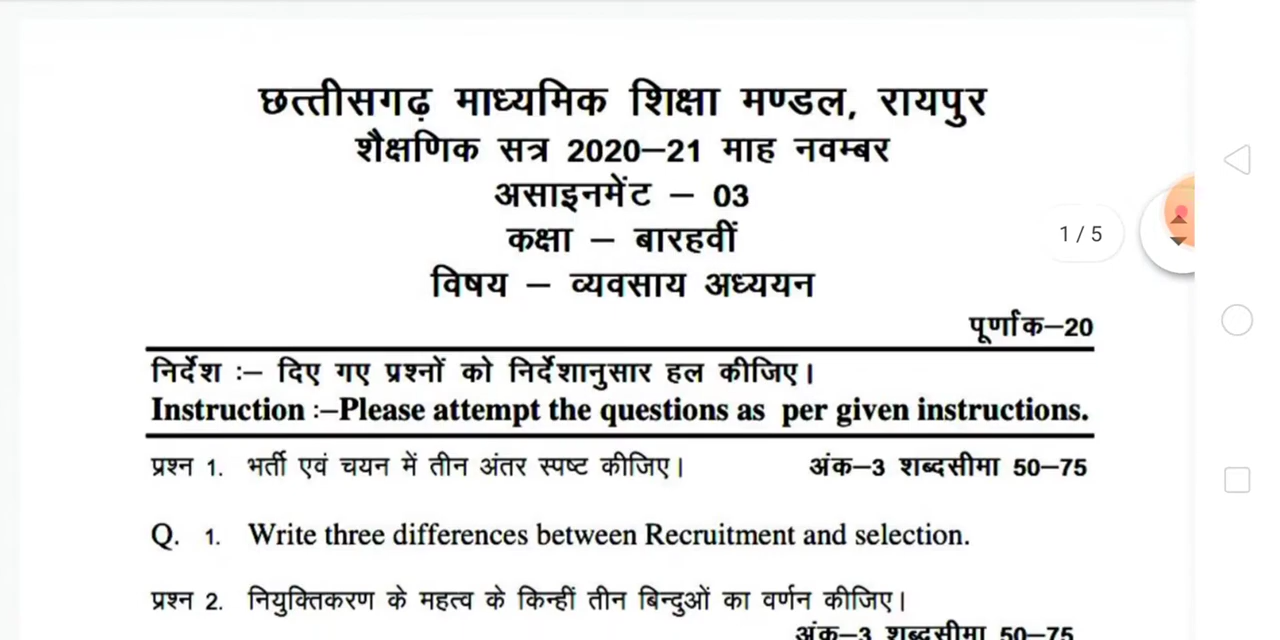 छत्तीसगढ़ माध्यमिक शिक्षा मण्डल, रायपुर
शैक्षणिक सत्र 2020–21 माह नवम्बर
असाइनमेंट – 03
कक्षा – बारहवीं
1 / 5
विषय – व्यवसाय अध्ययन
पूर्णांक–20
निर्देश :– दिए गए प्रश्नों को निर्देशानुसार हल कीजिए।
Instruction :–Please attempt the questions as per given instructions.
प्रश्न 1. भर्ती एवं चयन में तीन अंतर स्पष्ट कीजिए। अंक–3 शब्दसीमा 50–75
Q. 1. Write three differences between Recruitment and selection.
प्रश्न 2. नियुक्तिकरण के महत्व के किन्हीं तीन बिन्दुओं का वर्णन कीजिए।
अंक–3 शब्दसीमा 50–75